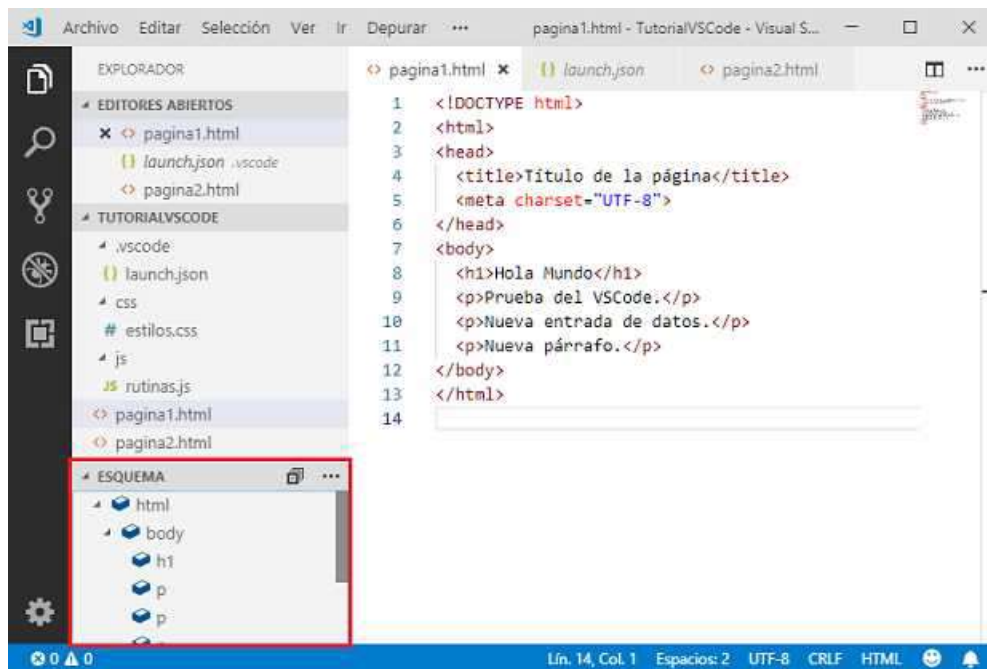 Archivo Editar Selección Ver Ir Depurar ··· pagina1.html - TutorialVSCode - Visual S...
EXPLORADOR
EDITORES ABIERTOS
pagina1.html
launch.json .vscode
pagina2.html
TUTORIALVSCODE
.vscode
{} launch.json
css
# estilos.css
js
JS rutinas.js
<> pagina1.html
<> pagina2.html
ESQUEMA
html
body
h1
p
p
<> pagina1.html {} launch.json <> pagina2.html
1 <!DOCTYPE html>
2 <html>
3 <head>
4 <title>Título de la página</title>
5 <meta charset="UTF-8">
6 </head>
7 <body>
8 <h1>Hola Mundo</h1>
9 <p>Prueba del VSCode.</p>
10 <p>Nueva entrada de datos.</p>
11 <p>Nueva párrafo.</p>
12 </body>
13 </html>
14
0 0 Lín. 14, Col. 1 Espacios: 2 UTF-8 CRLF HTML